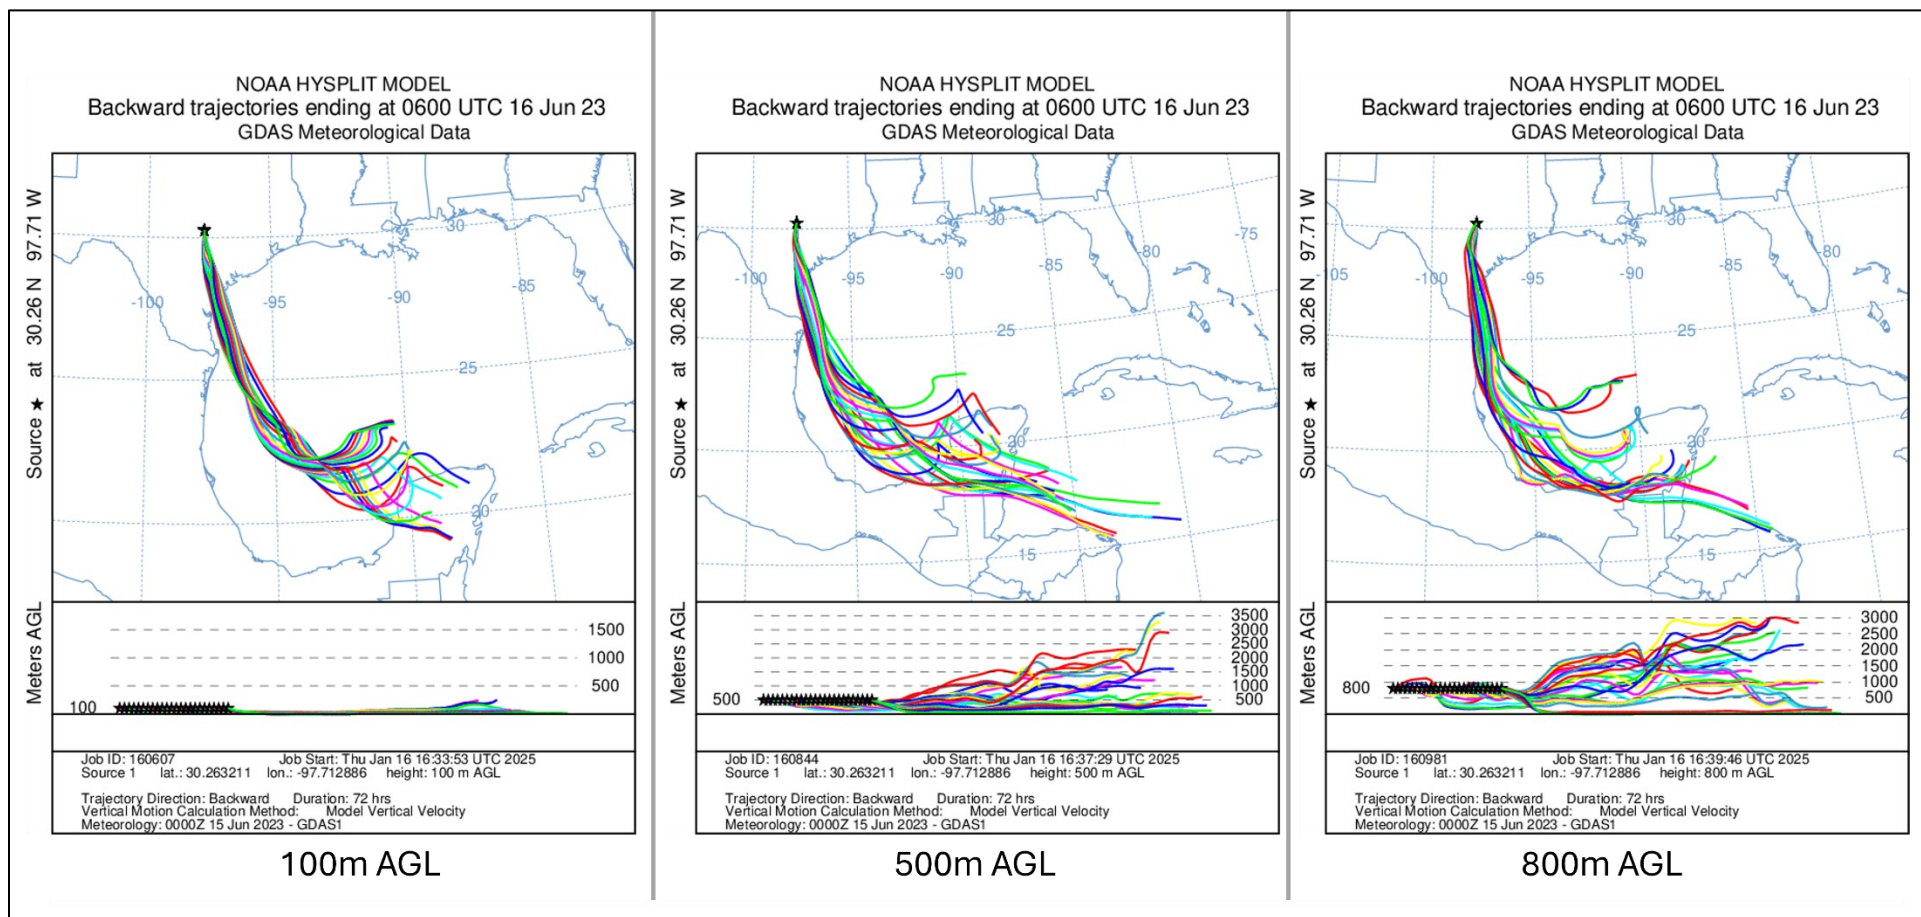 NOAA HYSPLIT MODEL
Backward trajectories ending at 0600 UTC 16 Jun 23
GDAS Meteorological Data
Source ★ at 30.26 N 97.71 W
-100
-95
-90
-85
30
25
20
Meters AGL
1500
1000
500
100
Job ID: 160607 Job Start: Thu Jan 16 16:33:53 UTC 2025
Source 1 lat.: 30.263211 lon.: -97.712886 height: 100 m AGL
Trajectory Direction: Backward Duration: 72 hrs
Vertical Motion Calculation Method: Model Vertical Velocity
Meteorology: 0000Z 15 Jun 2023 - GDAS1
100m AGL
NOAA HYSPLIT MODEL
Backward trajectories ending at 0600 UTC 16 Jun 23
GDAS Meteorological Data
Source ★ at 30.26 N 97.71 W
-100
-95
-90
-85
-80
-75
30
25
20
15
Meters AGL
3500
3000
2500
2000
1500
1000
500
500
Job ID: 160844 Job Start: Thu Jan 16 16:37:29 UTC 2025
Source 1 lat.: 30.263211 lon.: -97.712886 height: 500 m AGL
Trajectory Direction: Backward Duration: 72 hrs
Vertical Motion Calculation Method: Model Vertical Velocity
Meteorology: 0000Z 15 Jun 2023 - GDAS1
500m AGL
NOAA HYSPLIT MODEL
Backward trajectories ending at 0600 UTC 16 Jun 23
GDAS Meteorological Data
Source ★ at 30.26 N 97.71 W
-105
-100
-95
-90
-85
-80
30
25
20
15
Meters AGL
3000
2500
2000
1500
1000
500
800
Job ID: 160981 Job Start: Thu Jan 16 16:39:46 UTC 2025
Source 1 lat.: 30.263211 lon.: -97.712886 height: 800 m AGL
Trajectory Direction: Backward Duration: 72 hrs
Vertical Motion Calculation Method: Model Vertical Velocity
Meteorology: 0000Z 15 Jun 2023 - GDAS1
800m AGL